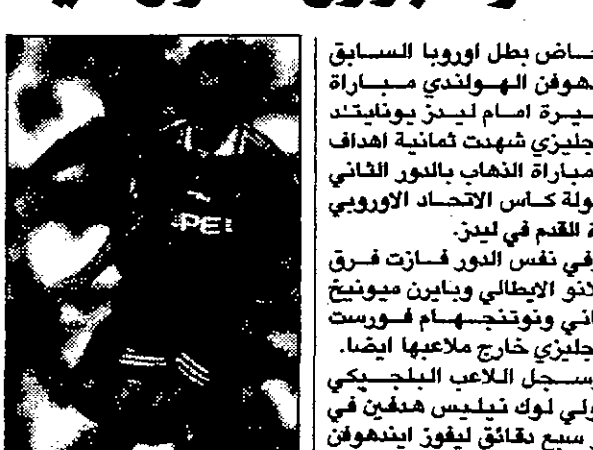 خاض بطل اوروبا السابق
هوفن الهولندي مباراة
يرة امام ليدز يونايتد
جليزي شهدت ثمانية اهداف
مباراة الذهاب بالدور الثاني
ولة كاس الاتحاد الاوروبي
ة القدم في ليدز.
وفي نفس الدور فازت فرق
لانو الايطالي وبايرن ميونيخ
اني ونوتنجهام فورست
جليزي خارج ملاعبها ايضا.
سجل اللاعب البلجيكي
ولي لوك نيليس هدفين في
ر سبع دقائق ليفوز ايندهوفن
OPEL